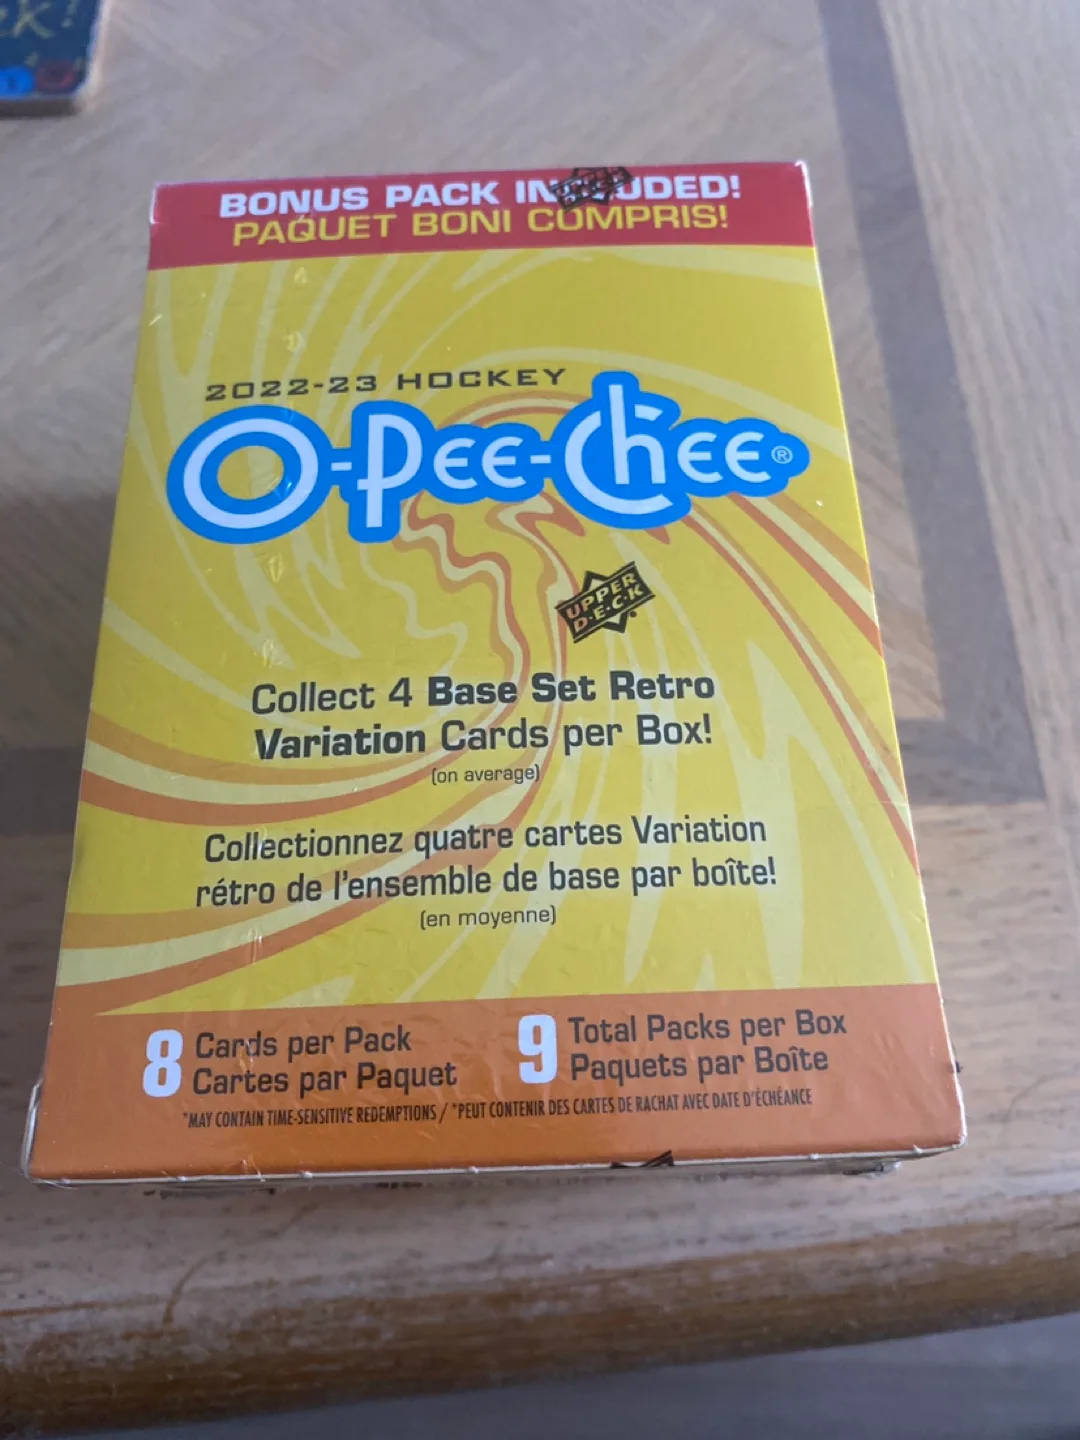 BONUS PACK INCLUDED!
PAQUET BONI COMPRIS!
2022-23 HOCKEY
O-PEE-CHEE®
UPPER
D·E·C·K
Collect 4 Base Set Retro
Variation Cards per Box!
(on average)
Collectionnez quatre cartes Variation
rétro de l'ensemble de base par boîte!
(en moyenne)
8 Cards per Pack
Cartes par Paquet
9 Total Packs per Box
Paquets par Boîte
*MAY CONTAIN TIME-SENSITIVE REDEMPTIONS / *PEUT CONTENIR DES CARTES DE RACHAT AVEC DATE D'ÉCHÉANCE